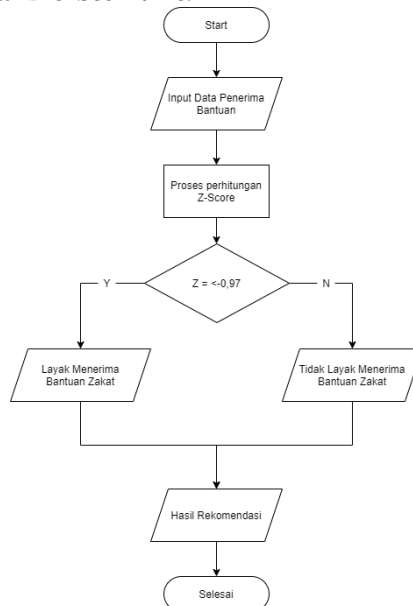 Start
Input Data Penerima
Bantuan
Proses perhitungan
Z-Score
Z = <-0,97
Y
N
Layak Menerima
Bantuan Zakat
Tidak Layak Menerima
Bantuan Zakat
Hasil Rekomendasi
Selesai